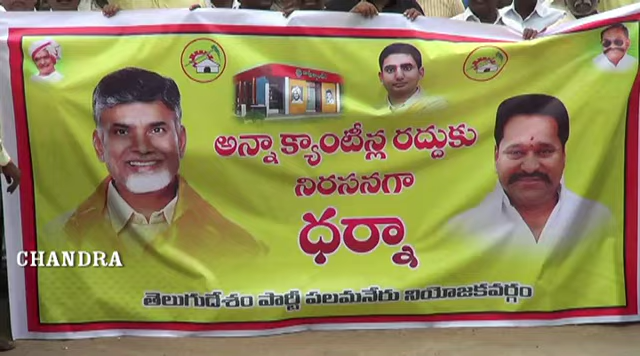 అన్నా క్యాంటీన్ల రద్దుకు
నిరసనగా
ధర్నా
CHANDRA
తెలుగుదేశం పార్టీ పలమనేరు నియోజకవర్గం